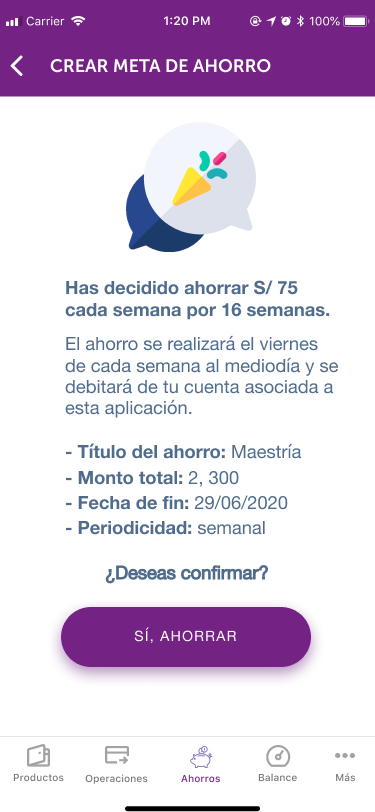 Carrier 1:20 PM 100%
CREAR META DE AHORRO
Has decidido ahorrar S/ 75
cada semana por 16 semanas.
El ahorro se realizará el viernes
de cada semana al mediodía y se
debitará de tu cuenta asociada a
esta aplicación.
- Título del ahorro: Maestría
- Monto total: 2, 300
- Fecha de fin: 29/06/2020
- Periodicidad: semanal
¿Deseas confirmar?
SÍ, AHORRAR
Productos Operaciones Ahorros Balance Más